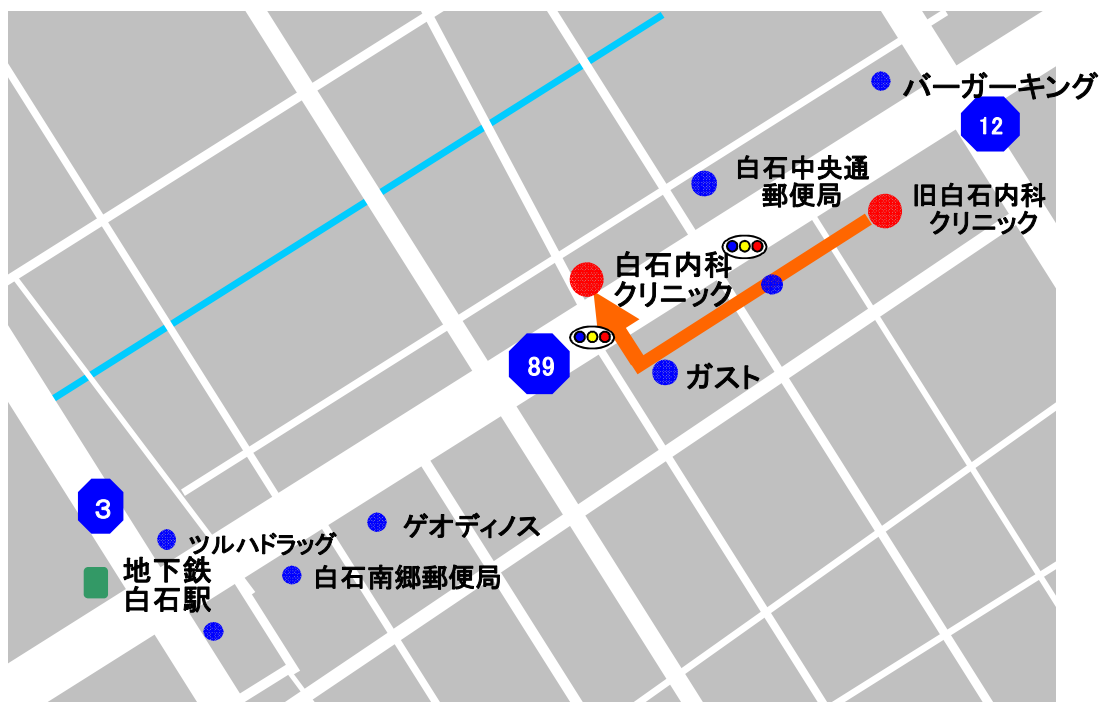 バーガーキング
12
白石中央通
郵便局
旧白石内科
クリニック
白石内科
クリニック
89
ガスト
3
ツルハドラッグ
ゲオディノス
地下鉄
白石駅
白石南郷郵便局